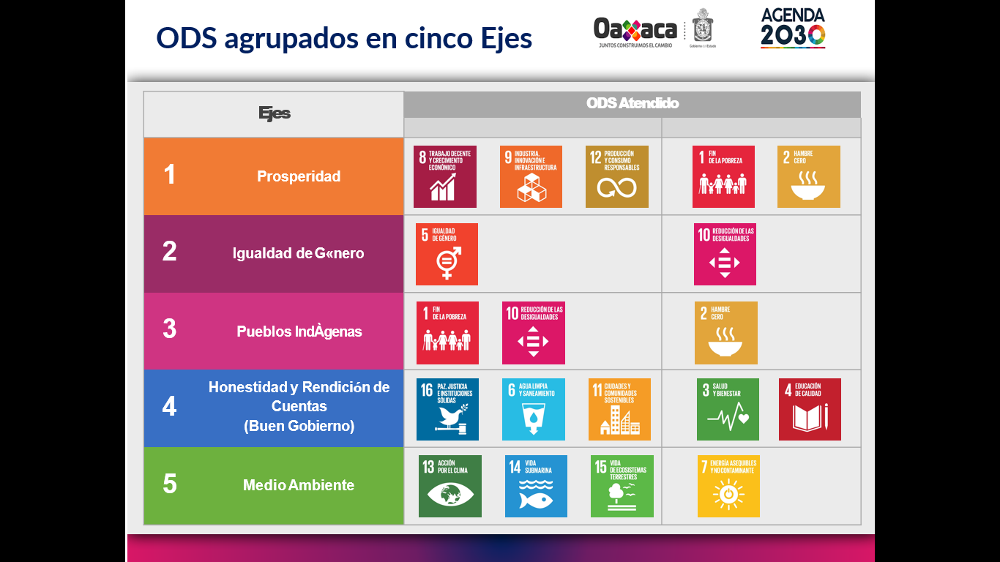 ODS agrupados en cinco Ejes
Oaxaca
JUNTOS CONSTRUIMOS EL CAMBIO
Gobierno del Estado
AGENDA
2030
Ejes
ODS Atendido
1
Prosperidad
8 TRABAJO DECENTE
Y CRECIMIENTO
ECONÓMICO
9 INDUSTRIA,
INNOVACIÓN E
INFRAESTRUCTURA
12 PRODUCCIÓN
Y CONSUMO
RESPONSABLES
1 FIN
DE LA POBREZA
2 HAMBRE
CERO
2
Igualdad de G«nero
5 IGUALDAD
DE GÉNERO
10 REDUCCIÓN DE LAS
DESIGUALDADES
3
Pueblos IndÀgenas
1 FIN
DE LA POBREZA
10 REDUCCIÓN DE LAS
DESIGUALDADES
2 HAMBRE
CERO
4
Honestidad y Rendición de
Cuentas
(Buen Gobierno)
16 PAZ, JUSTICIA
E INSTITUCIONES
SÓLIDAS
6 AGUA LIMPIA
Y SANEAMIENTO
11 CIUDADES Y
COMUNIDADES
SOSTENIBLES
3 SALUD
Y BIENESTAR
4 EDUCACIÓN
DE CALIDAD
5
Medio Ambiente
13 ACCIÓN
POR EL CLIMA
14 VIDA
SUBMARINA
15 VIDA
DE ECOSISTEMAS
TERRESTRES
7 ENERGÍA ASEQUIBLE
Y NO CONTAMINANTE